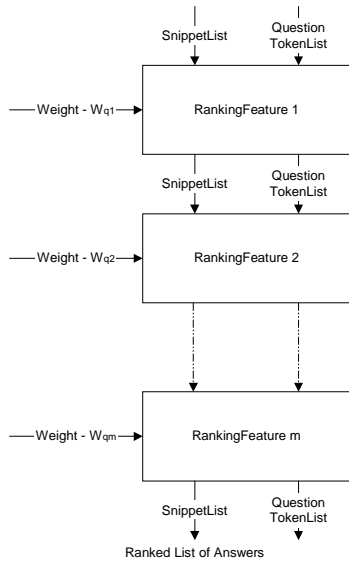 SnippetList
Question
TokenList
Weight - Wq1
RankingFeature 1
SnippetList
Question
TokenList
Weight - Wq2
RankingFeature 2
Weight - Wqm
RankingFeature m
SnippetList
Question
TokenList
Ranked List of Answers